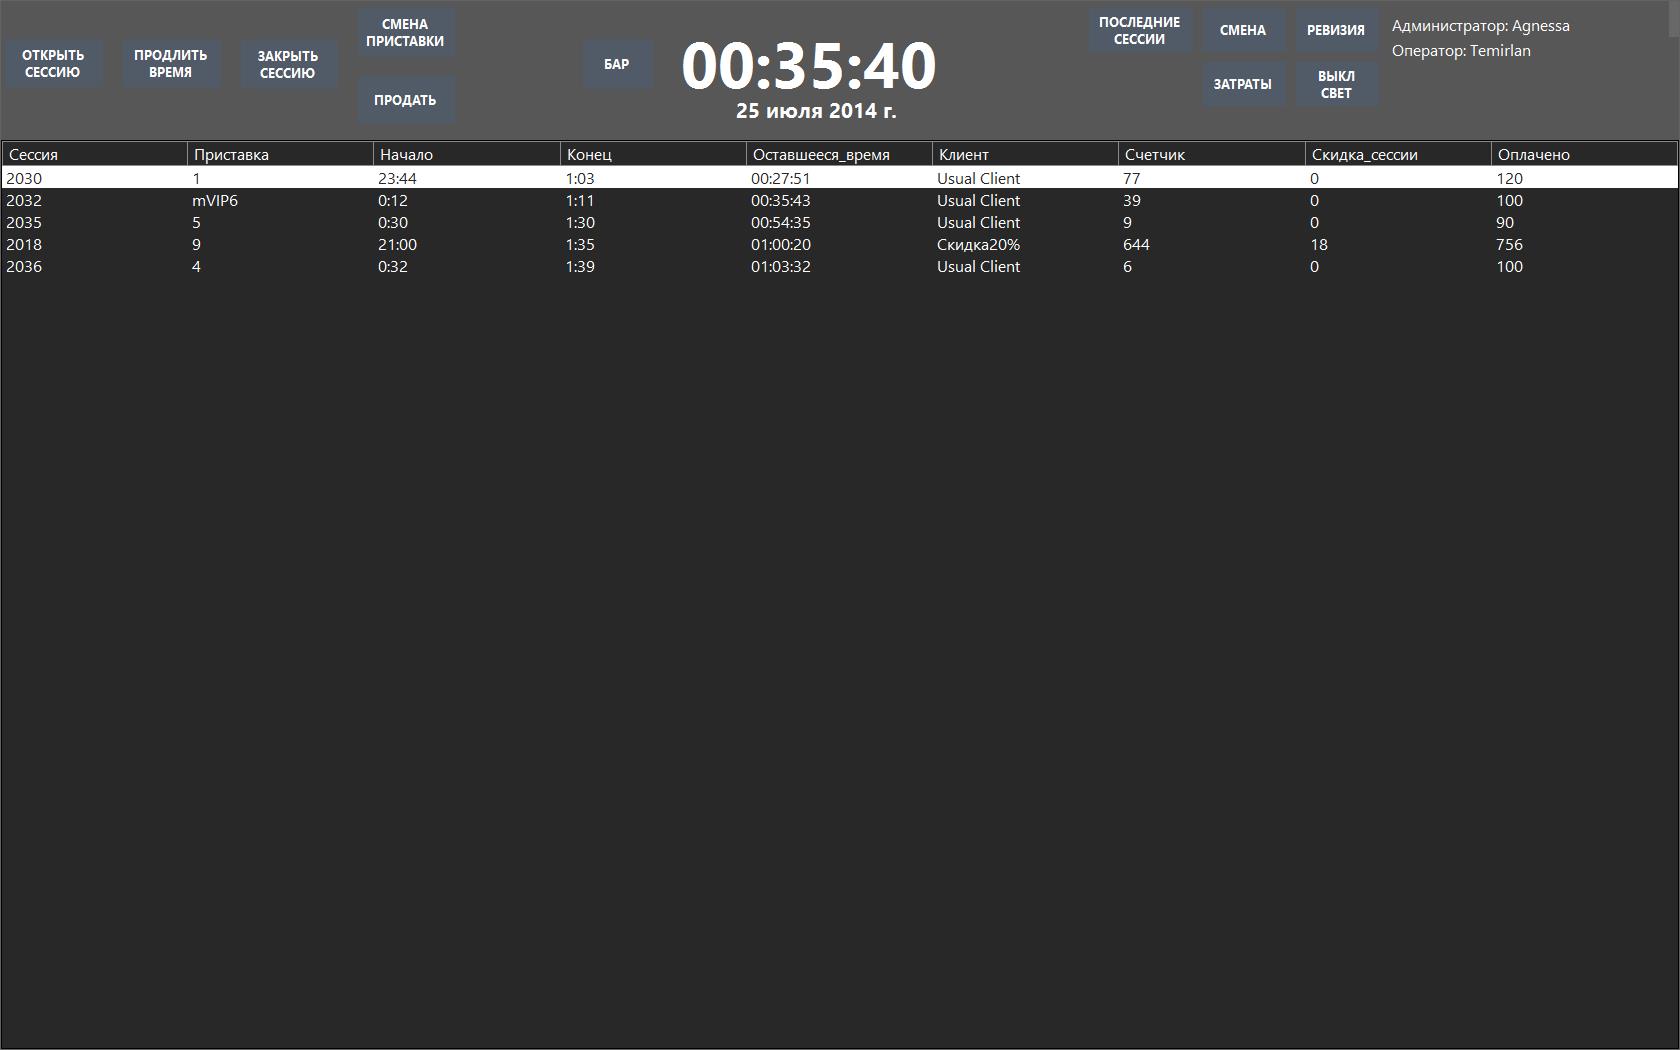 ОТКРЫТЬ
СЕССИЮ
ПРОДЛИТЬ
ВРЕМЯ
ЗАКРЫТЬ
СЕССИЮ
СМЕНА
ПРИСТАВКИ
ПРОДАТЬ
БАР
00:35:40
25 июля 2014 г.
ПОСЛЕДНИЕ
СЕССИИ
СМЕНА
РЕВИЗИЯ
ЗАТРАТЫ
ВЫКЛ
СВЕТ
Администратор: Agnessa
Оператор: Temirlan
Сессия Приставка Начало Конец Оставшееся_время Клиент Счетчик Скидка_сессии Оплачено
2030 1 23:44 1:03 00:27:51 Usual Client 77 0 120
2032 mVIP6 0:12 1:11 00:35:43 Usual Client 39 0 100
2035 5 0:30 1:30 00:54:35 Usual Client 9 0 90
2018 9 21:00 1:35 01:00:20 Скидка20% 644 18 756
2036 4 0:32 1:39 01:03:32 Usual Client 6 0 100